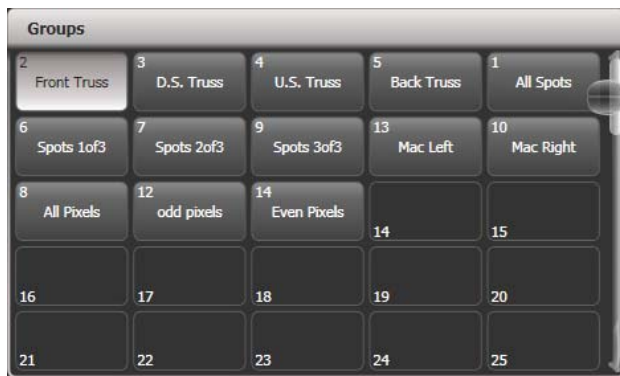 Groups
2 3 4 5 1
Front Truss D.S. Truss U.S. Truss Back Truss All Spots
6 7 9 13 10
Spots 1of3 Spots 2of3 Spots 3of3 Mac Left Mac Right
8 12 14
All Pixels odd pixels Even Pixels
14 15
16 17 18 19 20
21 22 23 24 25